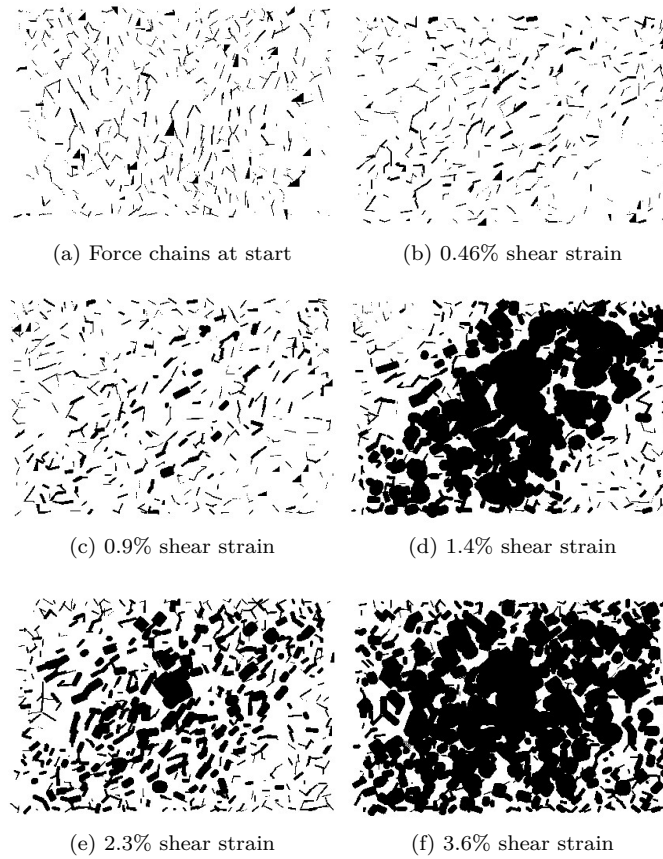 (a) Force chains at start
(b) 0.46% shear strain
(c) 0.9% shear strain
(d) 1.4% shear strain
(e) 2.3% shear strain
(f) 3.6% shear strain